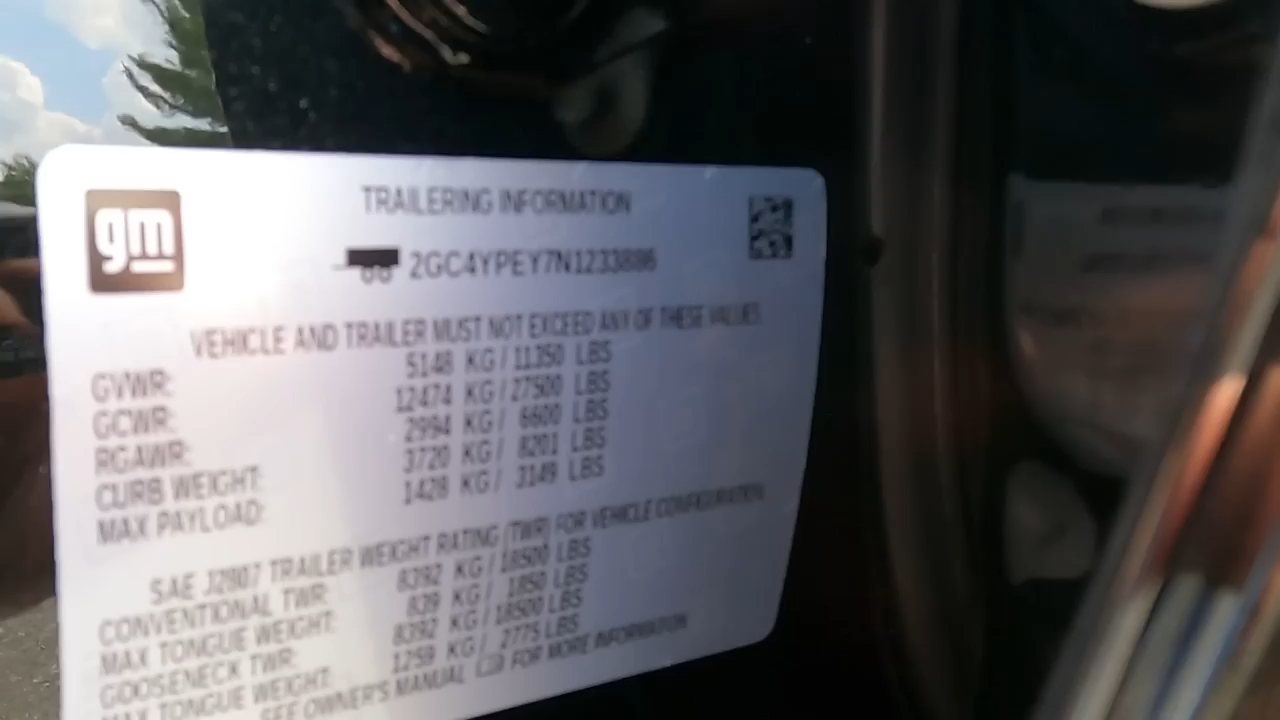 gm
TRAILERING INFORMATION
2GC4YPEY7N1233886
VEHICLE AND TRAILER MUST NOT EXCEED ANY OF THESE VALUES
GVWR: 5148 KG / 11350 LBS
GCWR: 12474 KG / 27500 LBS
RGAWR: 2994 KG / 6600 LBS
CURB WEIGHT: 3720 KG / 8201 LBS
MAX PAYLOAD: 1428 KG / 3149 LBS
SAE J2807 TRAILER WEIGHT RATING (TWR) FOR VEHICLE CONFIGURATION
CONVENTIONAL TWR: 8392 KG / 18500 LBS
MAX TONGUE WEIGHT: 839 KG / 1850 LBS
GOOSENECK TWR: 8392 KG / 18500 LBS
MAX TONGUE WEIGHT: 1259 KG / 2775 LBS
SEE OWNER'S MANUAL FOR MORE INFORMATION